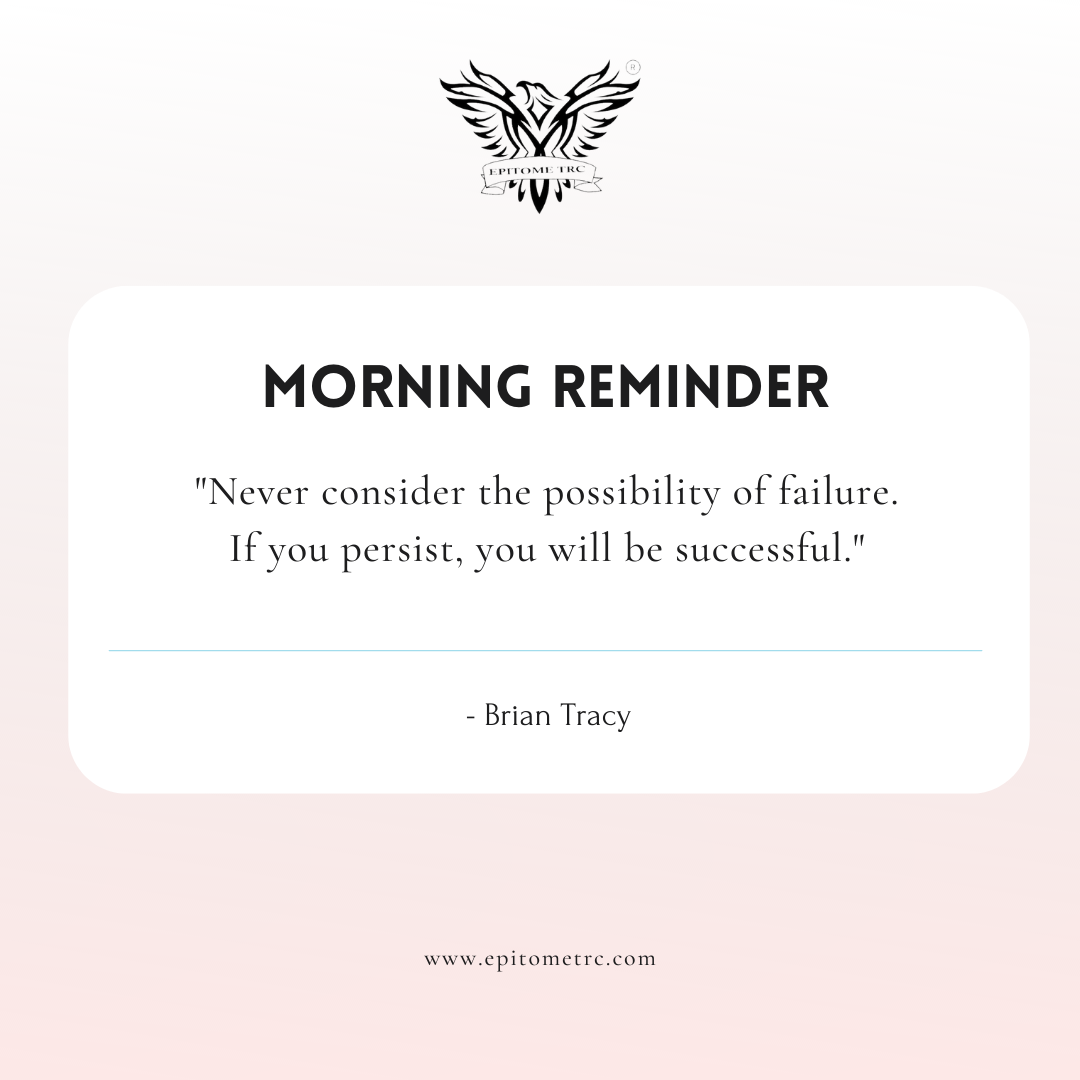 ®
EPITOME TRC
MORNING REMINDER
"Never consider the possibility of failure.
If you persist, you will be successful."
- Brian Tracy
www.epitometrc.com